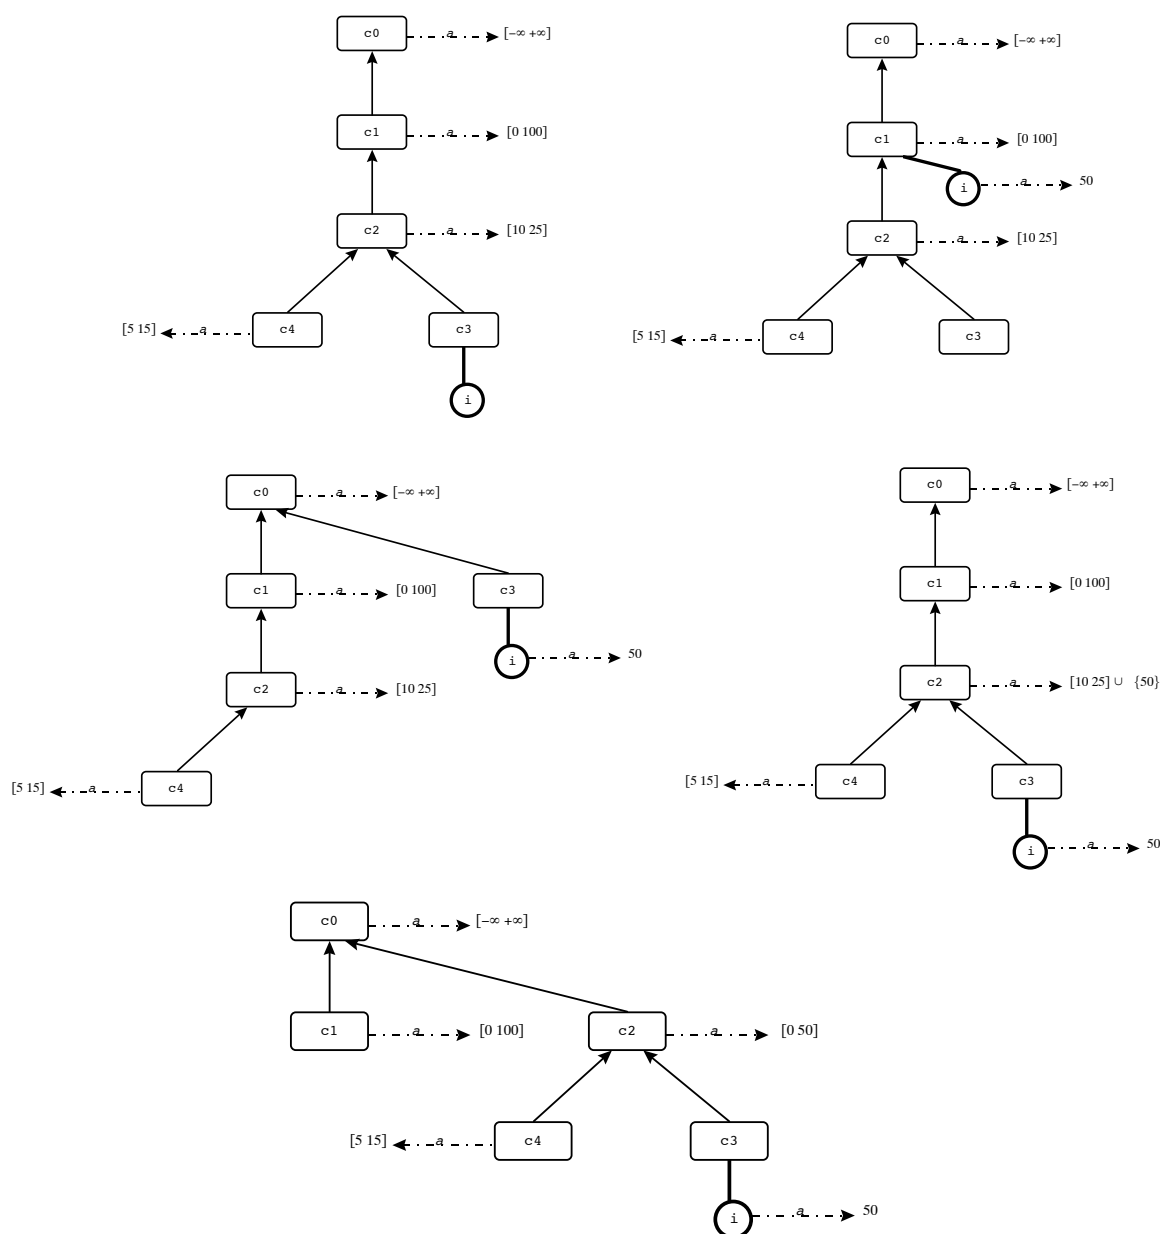 c0 a [−∞ +∞]
c1 a [0 100]
c2 a [10 25]
[5 15] a c4 c3
i
c0 a [−∞ +∞]
c1 a [0 100]
i a 50
c2 a [10 25]
[5 15] a c4 c3
c0 a [−∞ +∞]
c1 a [0 100] c3
i a 50
c2 a [10 25]
[5 15] a c4
c0 a [−∞ +∞]
c1 a [0 100]
c2 a [10 25] ∪ {50}
[5 15] a c4 c3
i a 50
c0 a [−∞ +∞]
c1 a [0 100] c2 a [0 50]
[5 15] a c4 c3
i a 50